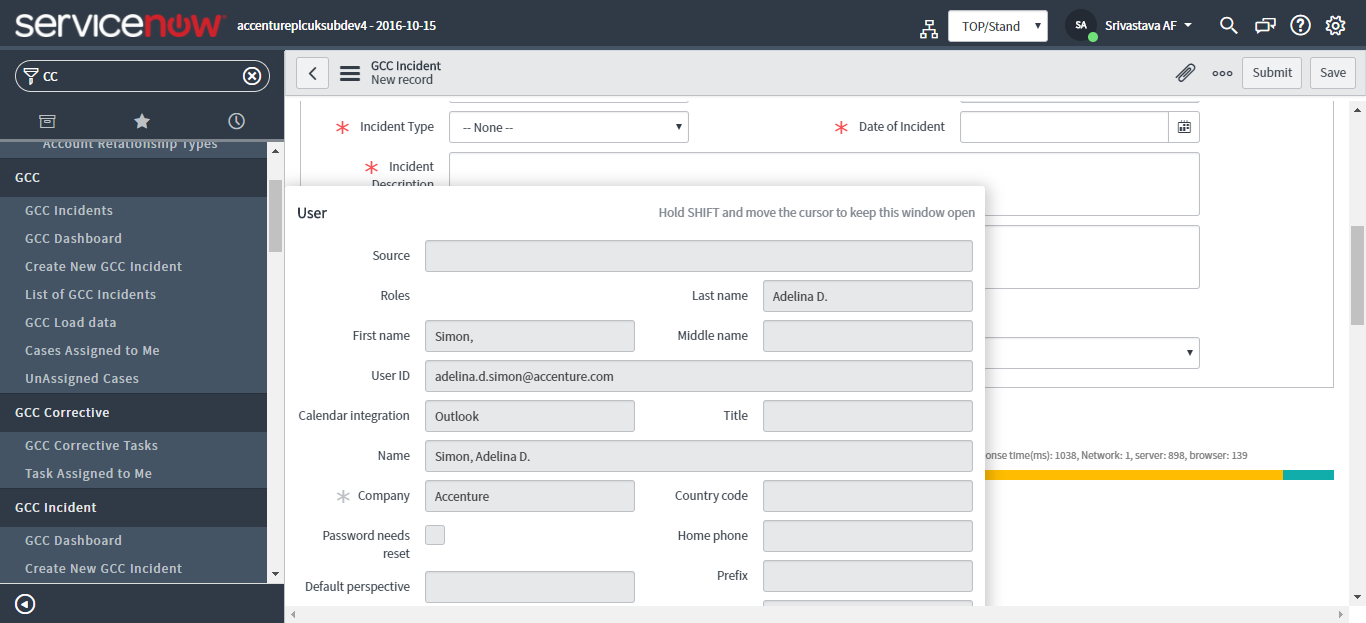 servicenow accentureplcuksubdev4 - 2016-10-15
TOP/Stand
SA Srivastava AF
CC
Account Relationship Types
GCC
GCC Incidents
GCC Dashboard
Create New GCC Incident
List of GCC Incidents
GCC Load data
Cases Assigned to Me
UnAssigned Cases
GCC Corrective
GCC Corrective Tasks
Task Assigned to Me
GCC Incident
GCC Dashboard
Create New GCC Incident
GCC Incident
New record
Submit Save
Incident Type -- None -- Date of Incident
Incident
Description
User Hold SHIFT and move the cursor to keep this window open
Source
Roles Last name Adelina D.
First name Simon, Middle name
User ID adelina.d.simon@accenture.com
Calendar integration Outlook Title
Name Simon, Adelina D.
Company Accenture Country code
Password needs
reset
Home phone
Prefix
Default perspective
onse time(ms): 1038, Network: 1, server: 898, browser: 139